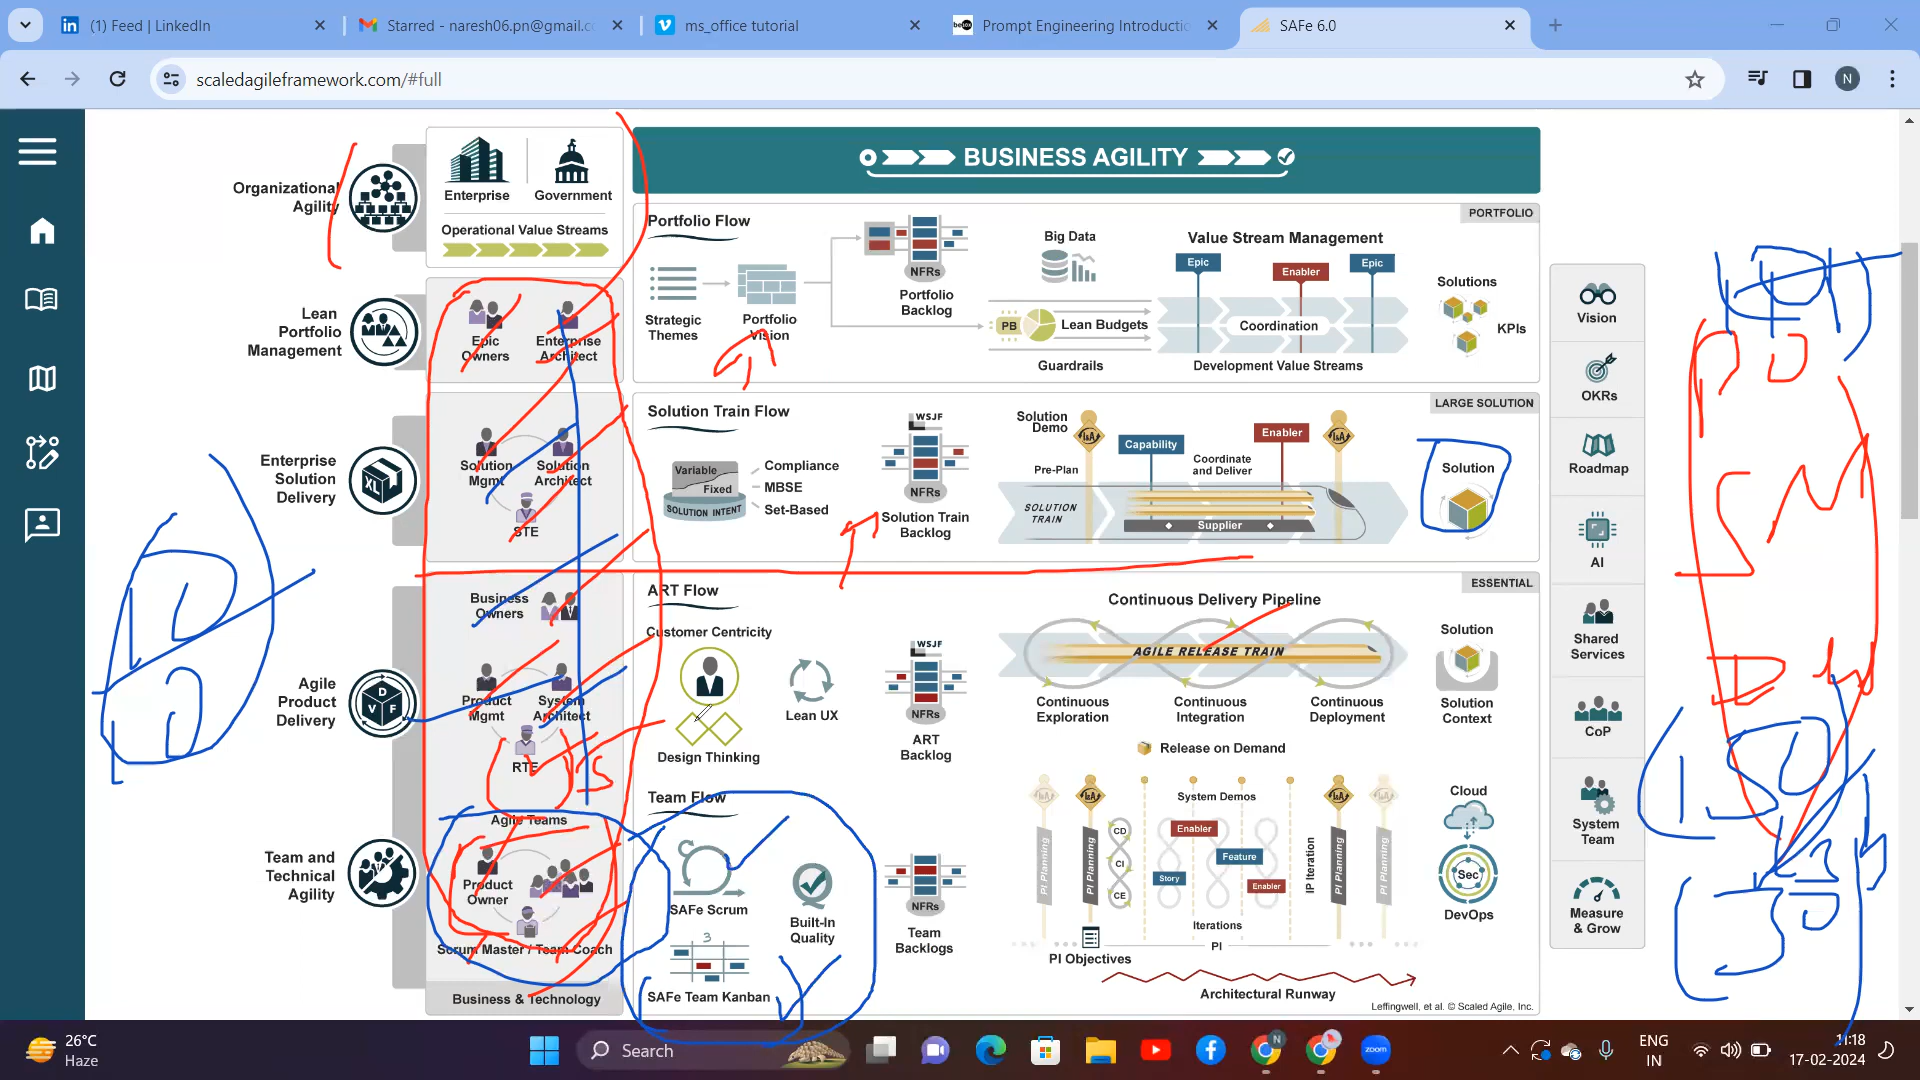 (1) Feed | LinkedIn
Starred - naresh06.pn@gmail.co
ms_office tutorial
Prompt Engineering Introductio
SAFe 6.0
scaledagileframework.com/#full
N
BUSINESS AGILITY
Organizational
Agility
Enterprise
Government
Operational Value Streams
Portfolio Flow
PORTFOLIO
Strategic
Themes
Portfolio
Vision
NFRs
Portfolio
Backlog
Big Data
PB
Lean Budgets
Guardrails
Value Stream Management
Epic
Enabler
Epic
Coordination
Development Value Streams
Solutions
KPIs
Lean
Portfolio
Management
Epic
Owners
Enterprise
Architect
Solution Train Flow
LARGE SOLUTION
Variable
Fixed
SOLUTION INTENT
Compliance
MBSE
Set-Based
WSJF
NFRs
Solution Train
Backlog
Solution
Demo
I&A
Pre-Plan
Capability
Coordinate
and Deliver
Enabler
I&A
SOLUTION
TRAIN
Supplier
Solution
Enterprise
Solution
Delivery
XL
Solution
Mgmt
Solution
Architect
STE
ART Flow
ESSENTIAL
Customer Centricity
Design Thinking
Lean UX
WSJF
NFRs
ART
Backlog
Continuous Delivery Pipeline
AGILE RELEASE TRAIN
Continuous
Exploration
Continuous
Integration
Continuous
Deployment
Release on Demand
Solution
Solution
Context
Agile
Product
Delivery
D
V F
Business
Owners
Product
Mgmt
System
Architect
RTE
Team Flow
SAFe Scrum
3
SAFe Team Kanban
Built-In
Quality
NFRs
Team
Backlogs
I&A
I&A
I&A
I&A
PI Planning
PI Planning
PI Planning
PI Planning
CD
CI
CE
System Demos
Enabler
Feature
Story
Enabler
IP Iteration
Iterations
PI
PI Objectives
Architectural Runway
Cloud
Sec
DevOps
Leffingwell, et al. © Scaled Agile, Inc.
Team and
Technical
Agility
Agile Teams
Product
Owner
Scrum Master / Team Coach
Business & Technology
Vision
OKRs
Roadmap
AI
Shared
Services
CoP
System
Team
Measure
& Grow
26°C
Haze
Search
zoom
ENG
IN
11:18
17-02-2024